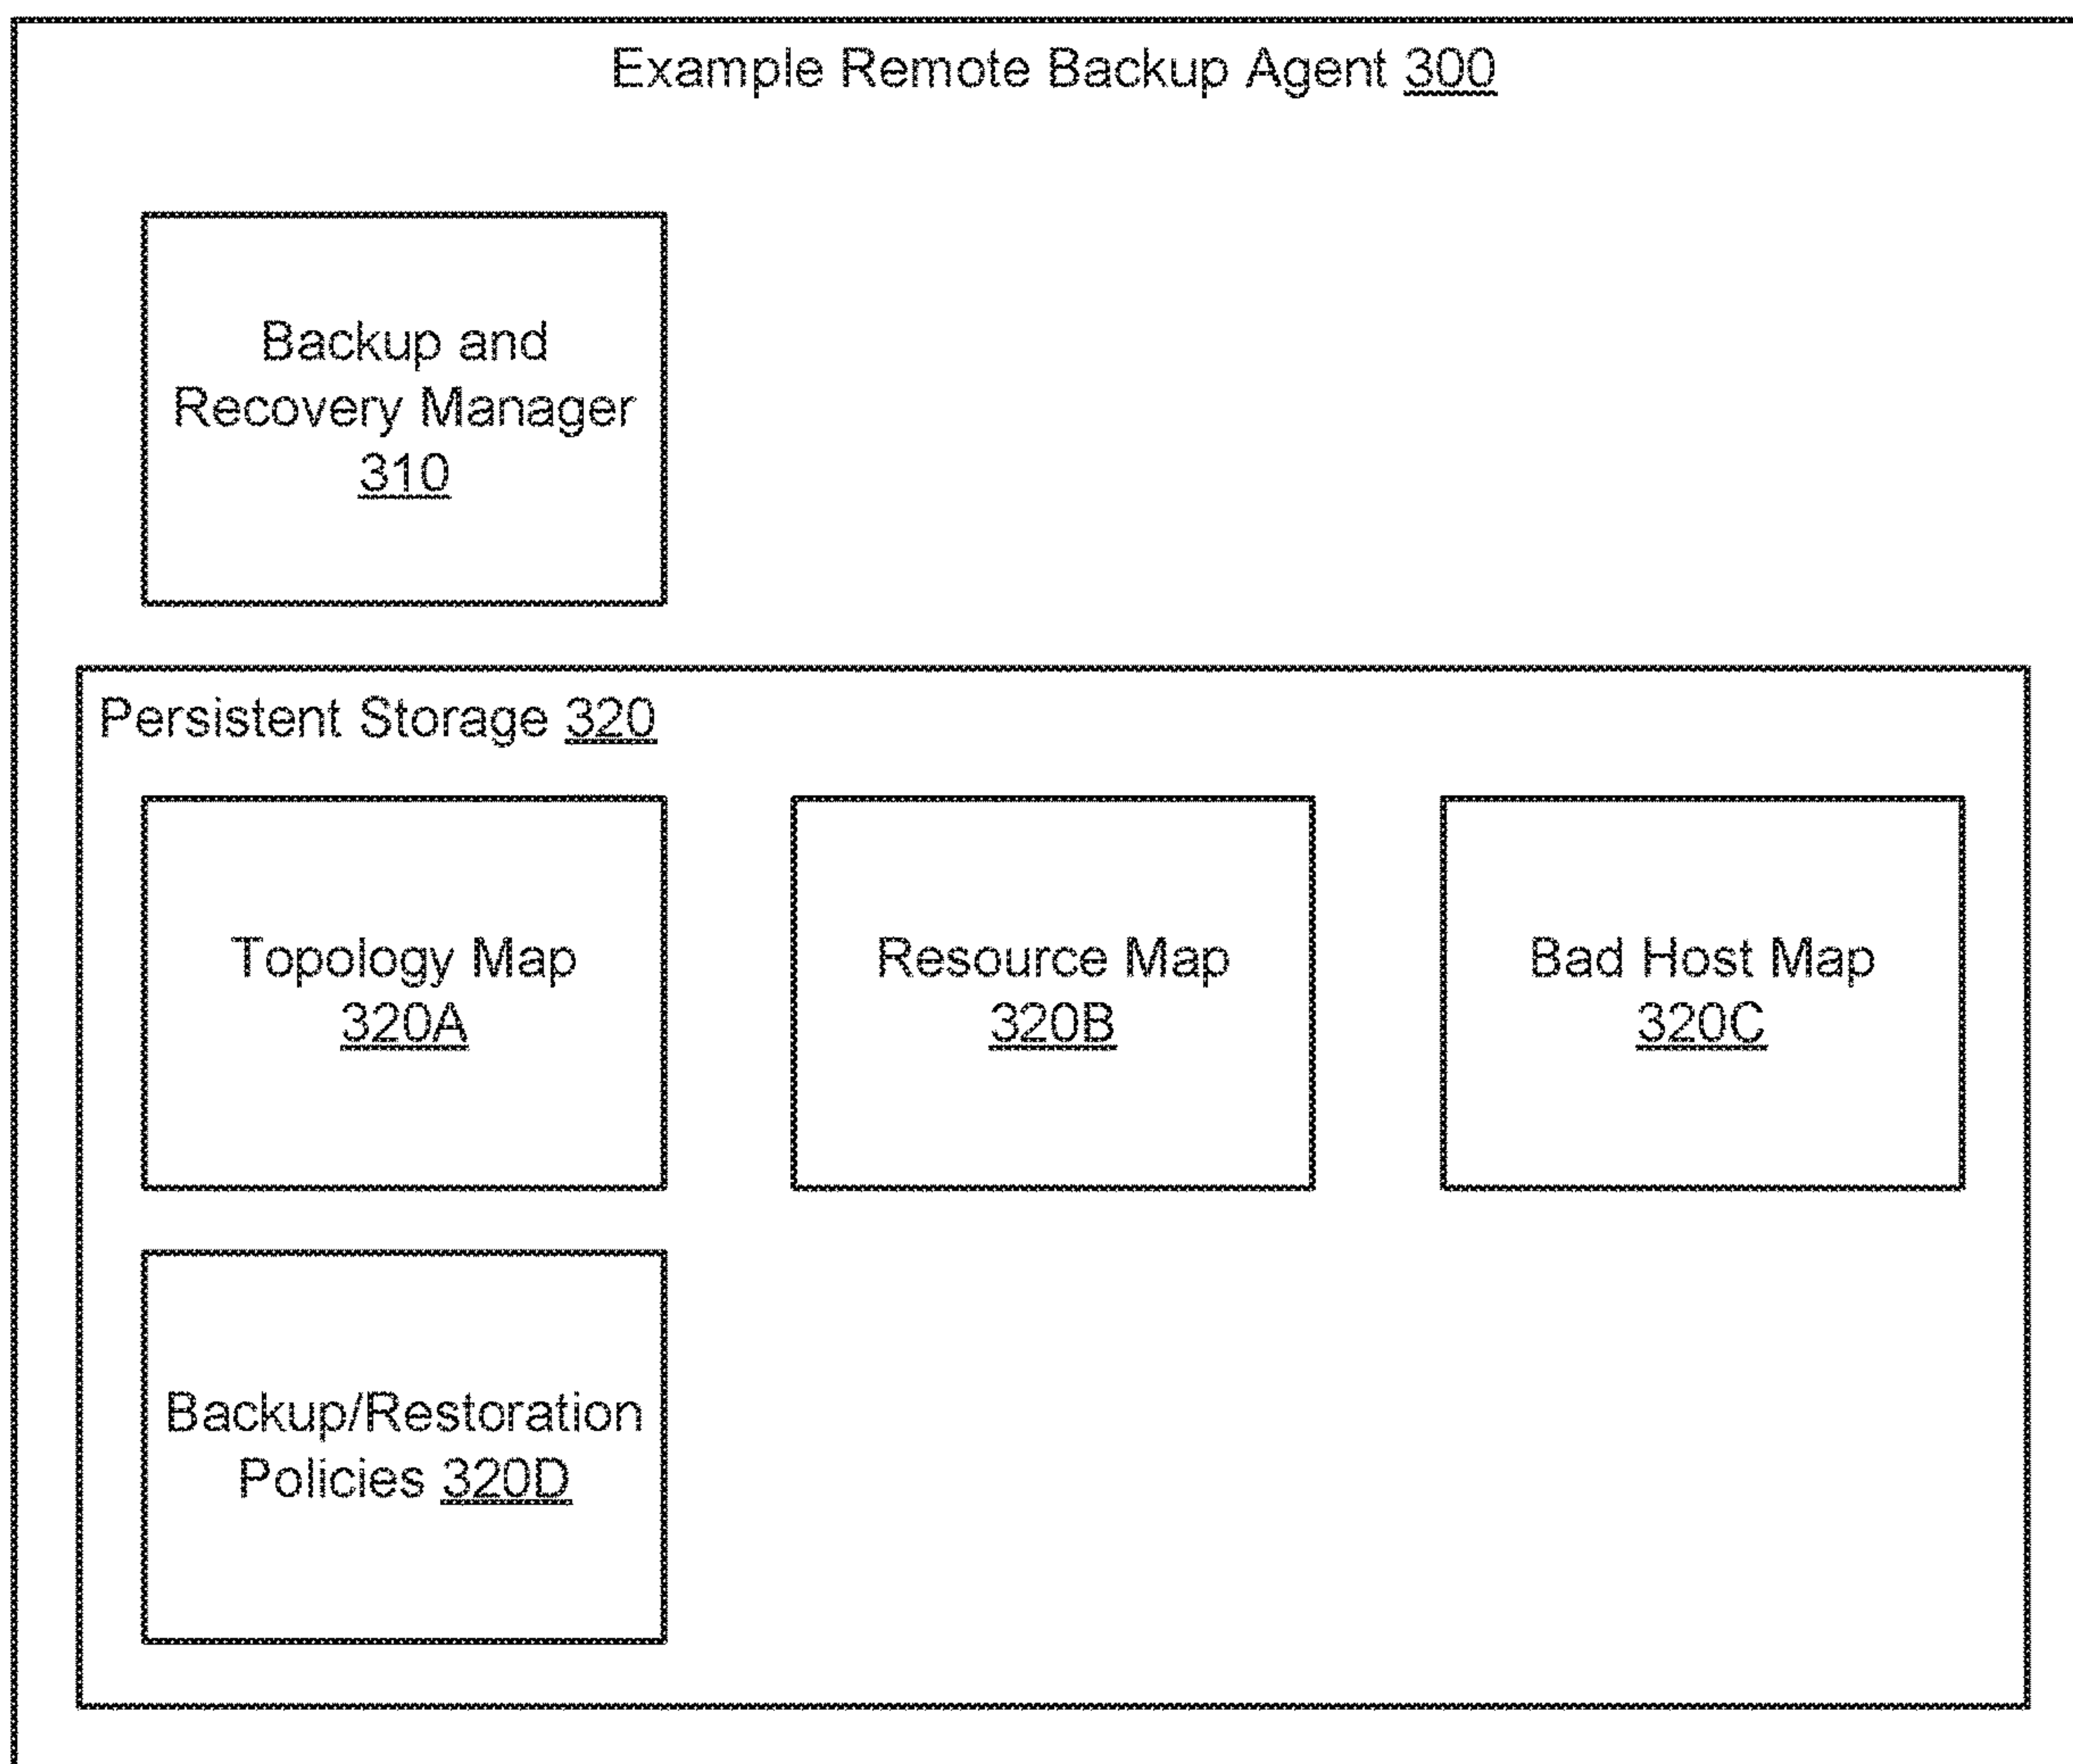 Example Remote Backup Agent 300
Backup and
Recovery Manager
310
Persistent Storage 320
Topology Map
320A
Resource Map
320B
Bad Host Map
320C
Backup/Restoration
Policies 320D